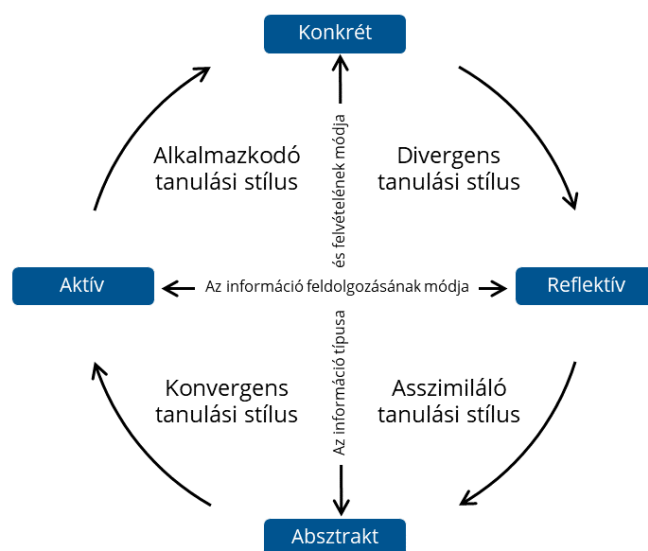 Konkrét
Alkalmazkodó
tanulási stílus
Divergens
tanulási stílus
Az információ típusa
és felvételének módja
Aktív
Az információ feldolgozásának módja
Reflektív
Konvergens
tanulási stílus
Asszimiláló
tanulási stílus
Absztrakt